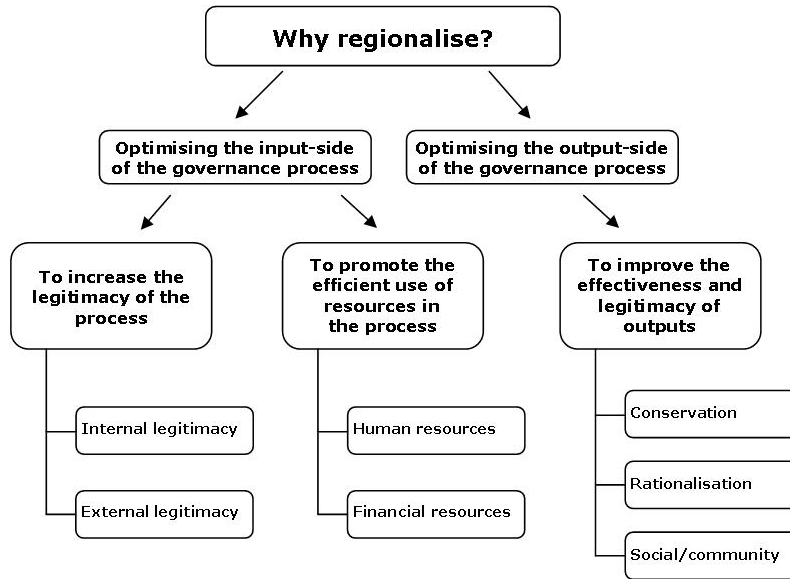 Why regionalise?
Optimising the input-side
of the governance process
Optimising the output-side
of the governance process
To increase the
legitimacy of the
process
To promote the
efficient use of
resources in
the process
To improve the
effectiveness and
legitimacy of
outputs
Internal legitimacy
External legitimacy
Human resources
Financial resources
Conservation
Rationalisation
Social/community